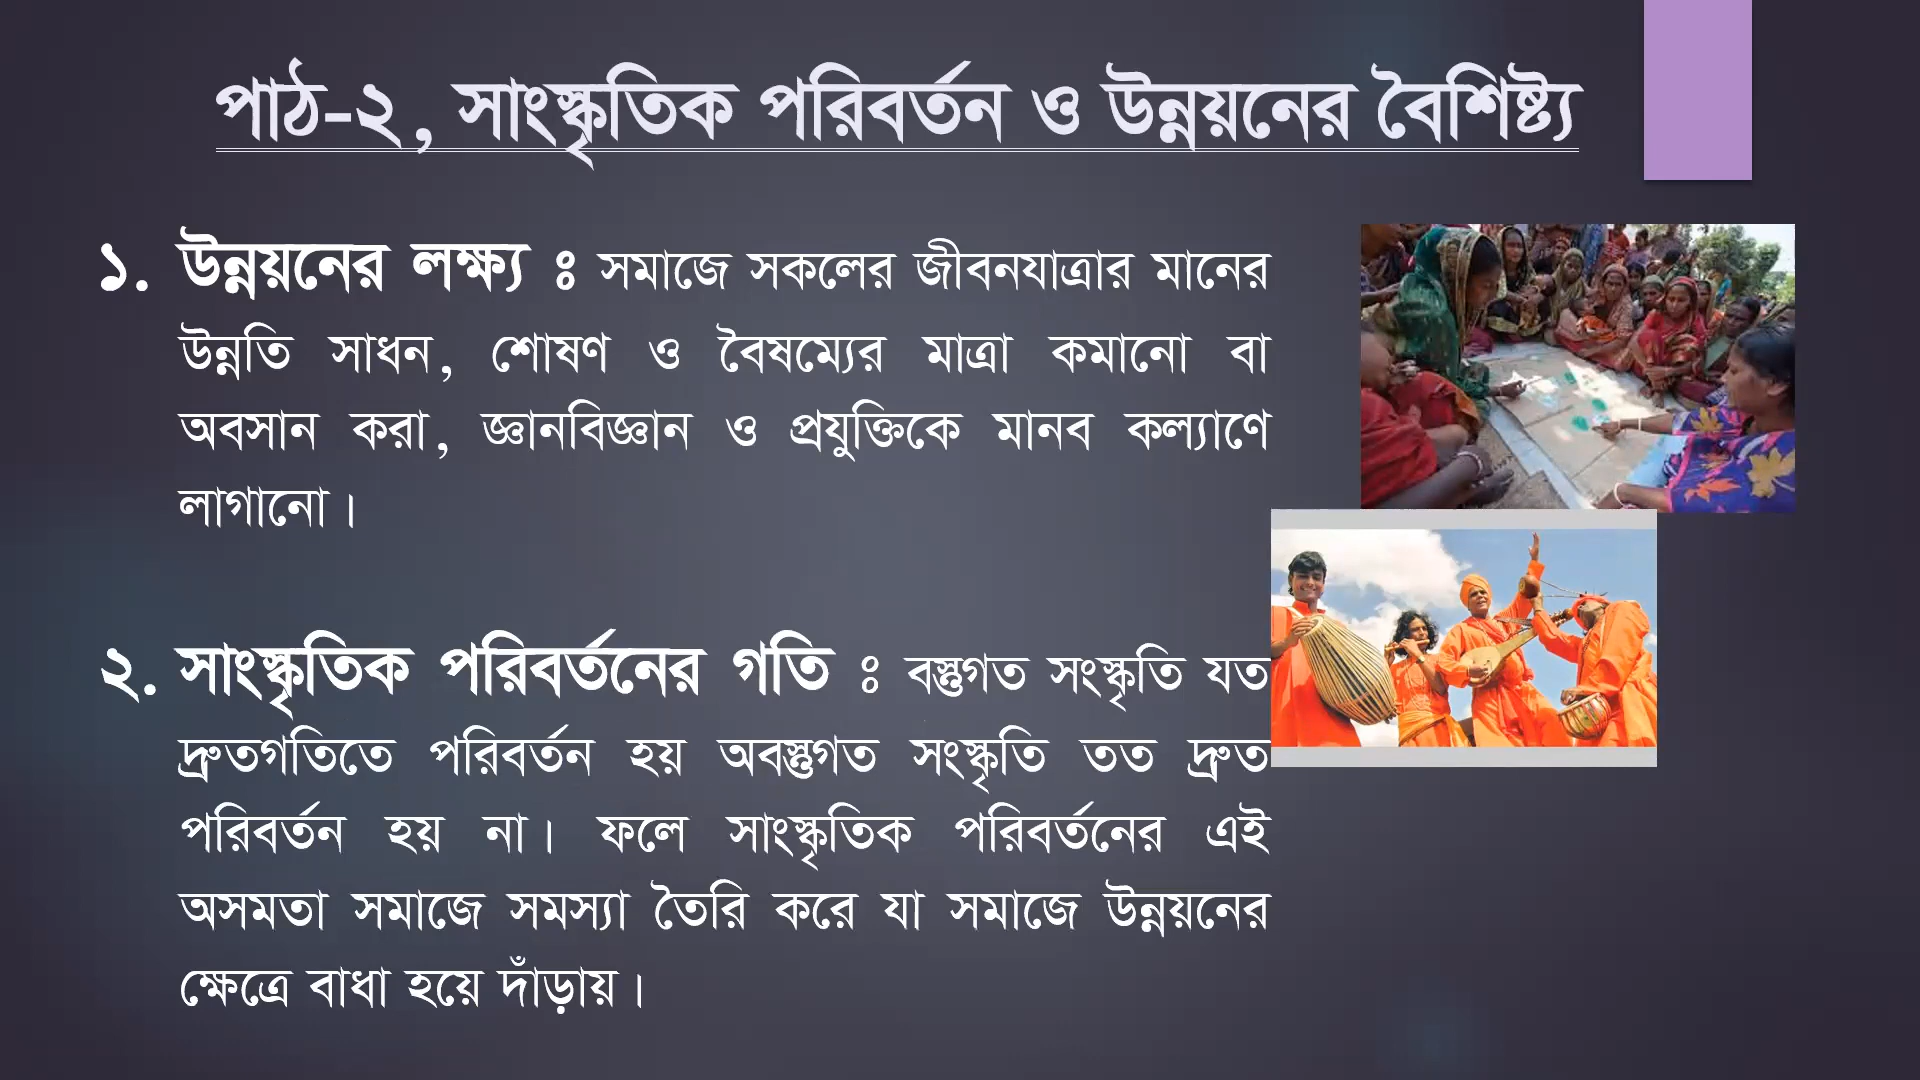 পাঠ-২, সাংস্কৃতিক পরিবর্তন ও উন্নয়নের বৈশিষ্ট্য
১. উন্নয়নের লক্ষ্য ঃ সমাজে সকলের জীবনযাত্রার মানের
উন্নতি সাধন, শোষণ ও বৈষম্যের মাত্রা কমানো বা
অবসান করা, জ্ঞানবিজ্ঞান ও প্রযুক্তিকে মানব কল্যাণে
লাগানো।
২. সাংস্কৃতিক পরিবর্তনের গতি ঃ বস্তুগত সংস্কৃতি যত
দ্রুতগতিতে পরিবর্তন হয় অবস্তুগত সংস্কৃতি তত দ্রুত
পরিবর্তন হয় না। ফলে সাংস্কৃতিক পরিবর্তনের এই
অসমতা সমাজে সমস্যা তৈরি করে যা সমাজে উন্নয়নের
ক্ষেত্রে বাধা হয়ে দাঁড়ায়।